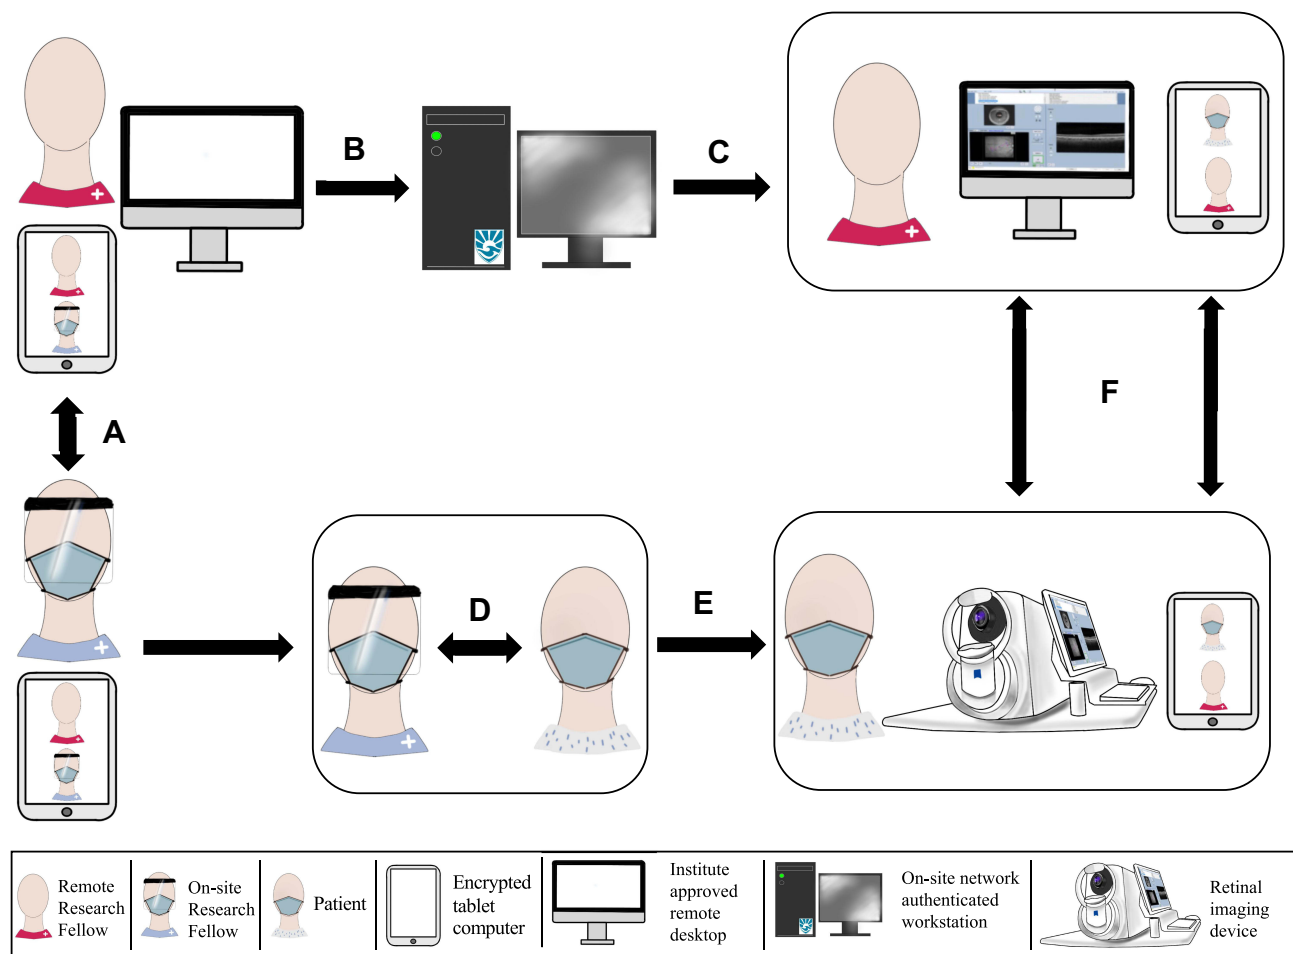 B
C
A
F
D
E
Remote
Research
Fellow
On-site
Research
Fellow
Patient
Encrypted
tablet
computer
Institute
approved
remote
desktop
On-site network
authenticated
workstation
Retinal
imaging
device